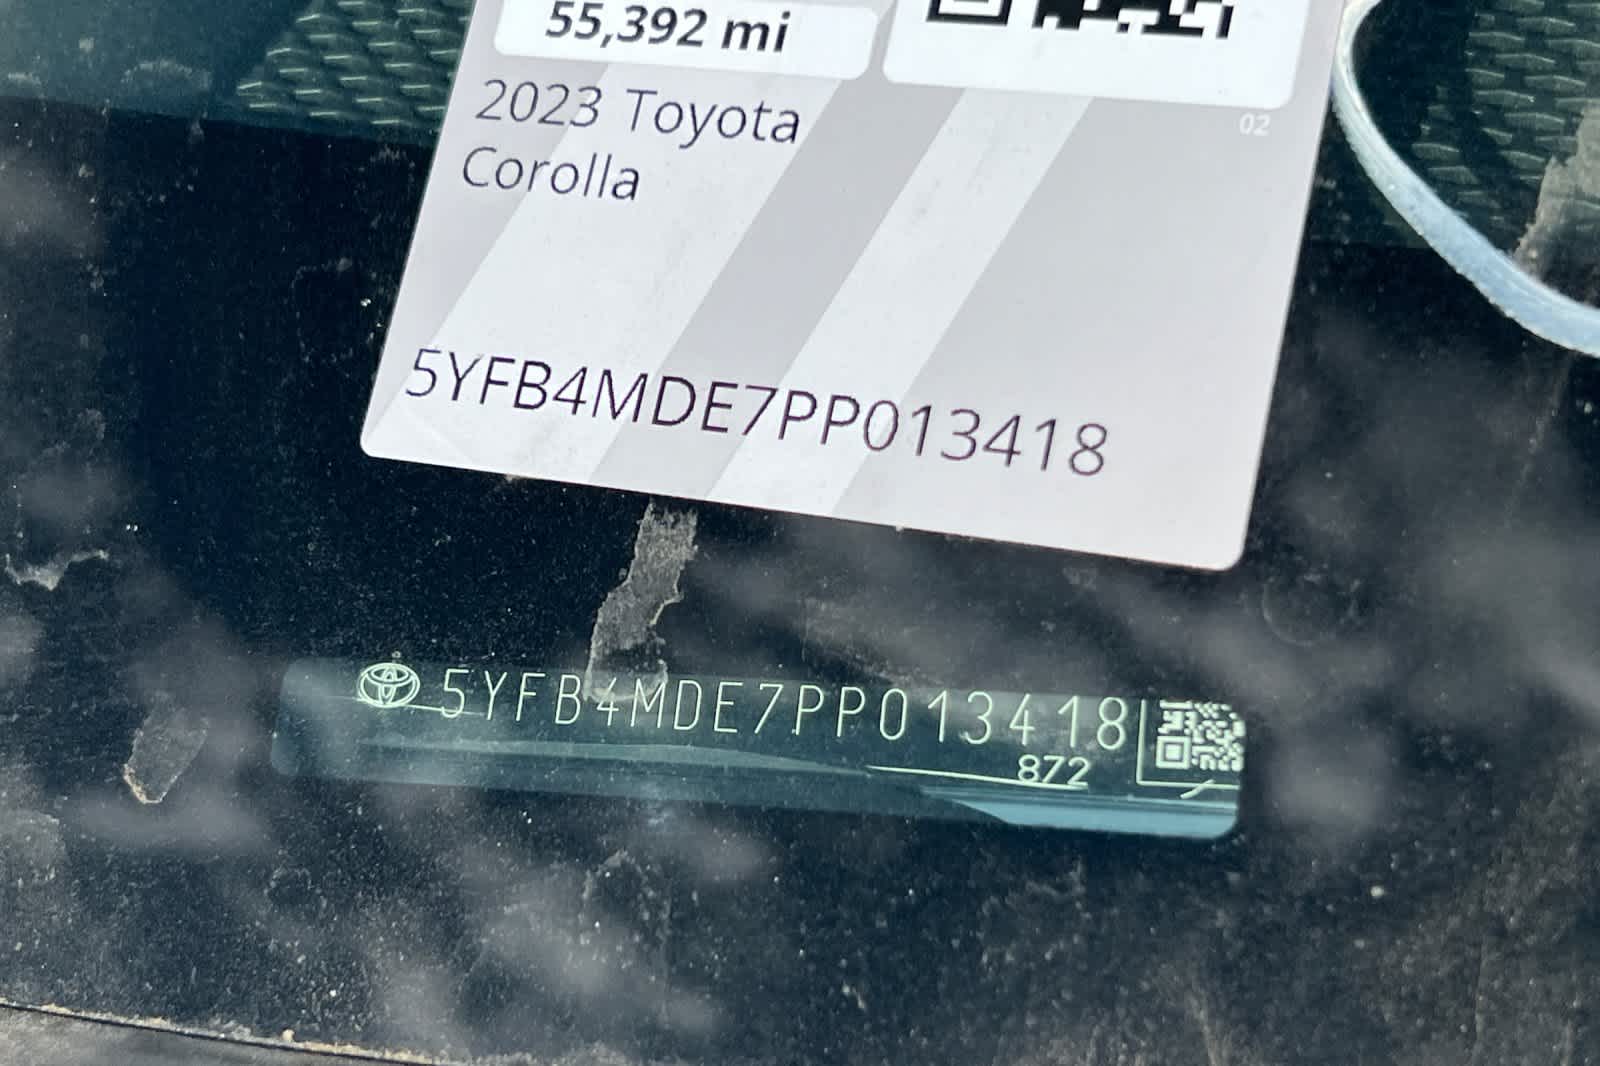 55,392 mi
2023 Toyota
Corolla
02
5YFB4MDE7PP013418
5YFB4MDE7PP013418
872